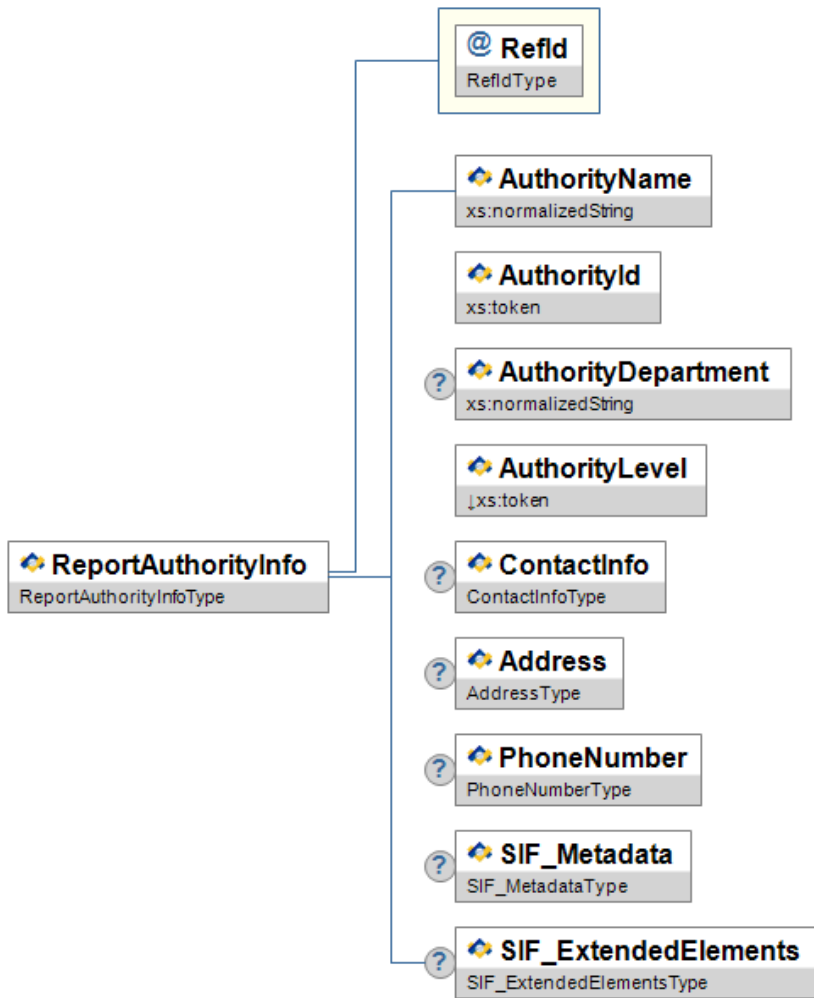 @ RefId
RefIdType
AuthorityName
xs:normalizedString
AuthorityId
xs:token
? AuthorityDepartment
xs:normalizedString
AuthorityLevel
↓xs:token
ReportAuthorityInfo
ReportAuthorityInfoType
? ContactInfo
ContactInfoType
? Address
AddressType
? PhoneNumber
PhoneNumberType
? SIF_Metadata
SIF_MetadataType
? SIF_ExtendedElements
SIF_ExtendedElementsType